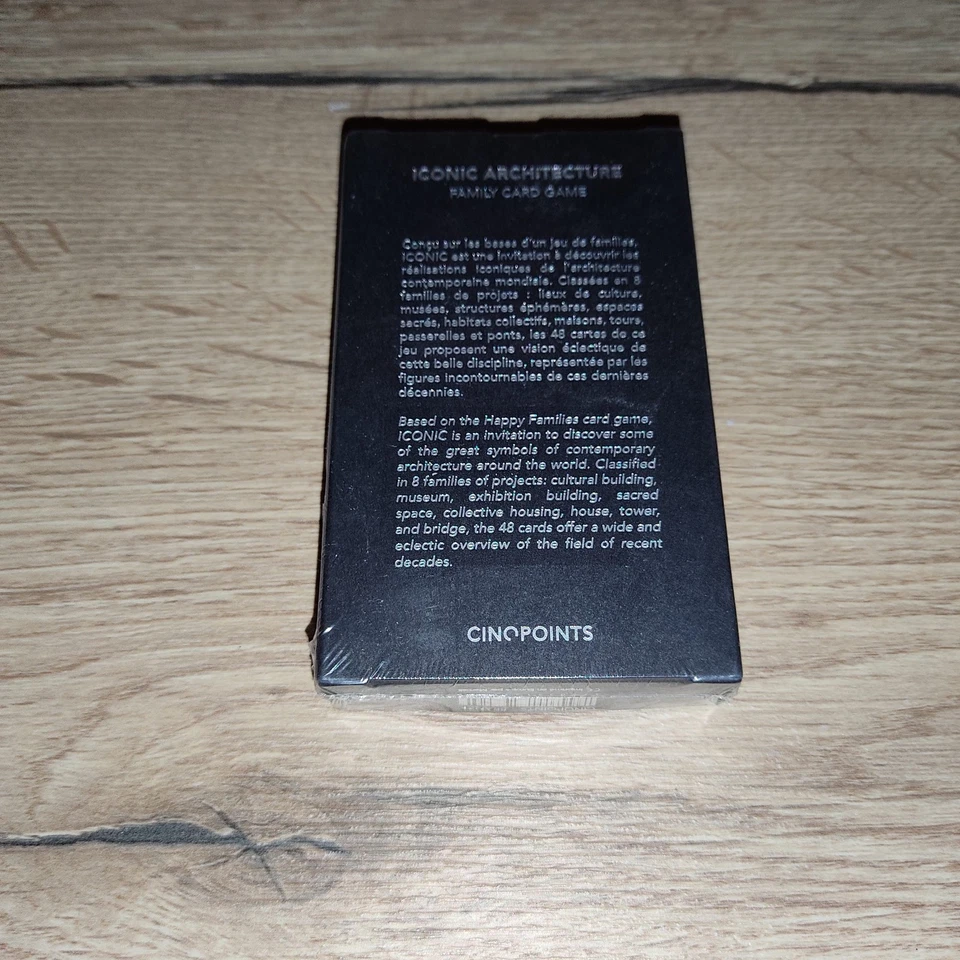 ICONIC ARCHITECTURE
FAMILY CARD GAME
Conçu sur les bases d'un jeu de familles,
ICONIC est une invitation à découvrir les
réalisations iconiques de l'architecture
contemporaine mondiale. Classées en 8
familles de projets : lieux de culture,
musées, structures éphémères, espaces
sacrés, habitats collectifs, maisons, tours,
passerelles et ponts, les 48 cartes de ce
jeu proposent une vision éclectique de
cette belle discipline, représentée par les
figures incontournables de ces dernières
décennies.
Based on the Happy Families card game,
ICONIC is an invitation to discover some
of the great symbols of contemporary
architecture around the world. Classified
in 8 families of projects: cultural building,
museum, exhibition building, sacred
space, collective housing, house, tower,
and bridge, the 48 cards offer a wide and
eclectic overview of the field of recent
decades.
CINQPOINTS